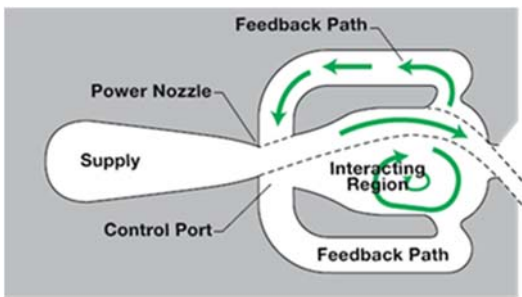 Feedback Path
Power Nozzle
Supply
Interacting
Region
Control Port
Feedback Path